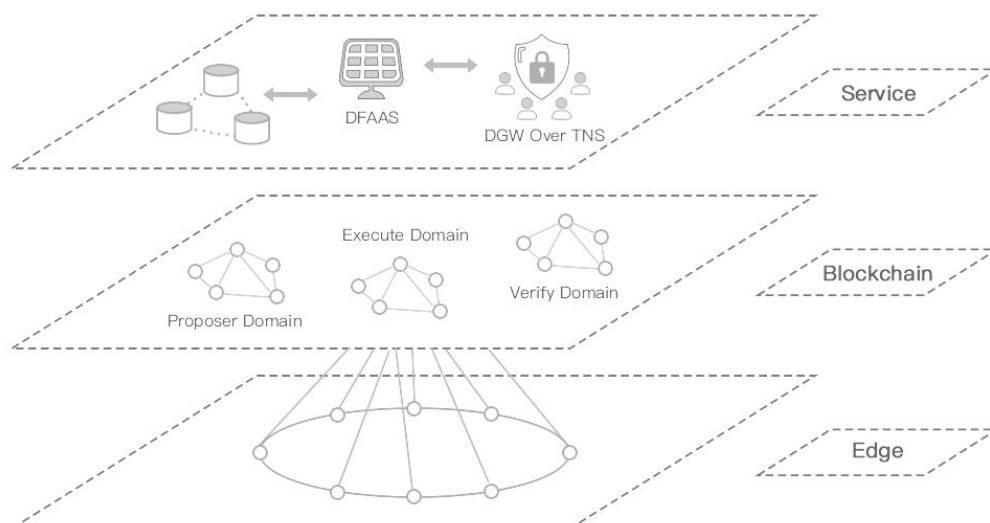 DFAAS
DGW Over TNS
Service
Execute Domain
Verify Domain
Proposer Domain
Blockchain
Edge